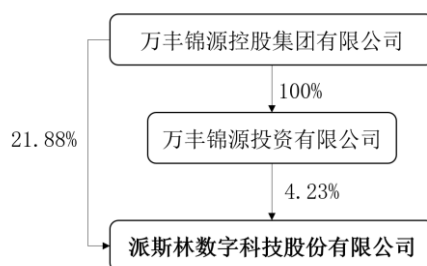 万丰锦源控股集团有限公司
100%
21.88%
万丰锦源投资有限公司
4.23%
派斯林数字科技股份有限公司